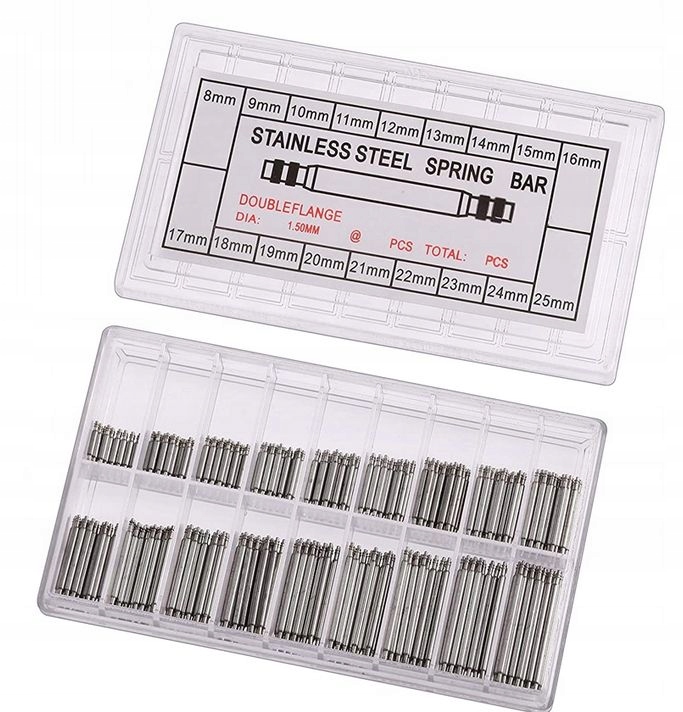 8mm 9mm 10mm 11mm 12mm 13mm 14mm 15mm 16mm
STAINLESS STEEL SPRING BAR
DOUBLEFLANGE
DIA: 1.50MM @ PCS TOTAL: PCS
17mm 18mm 19mm 20mm 21mm 22mm 23mm 24mm 25mm